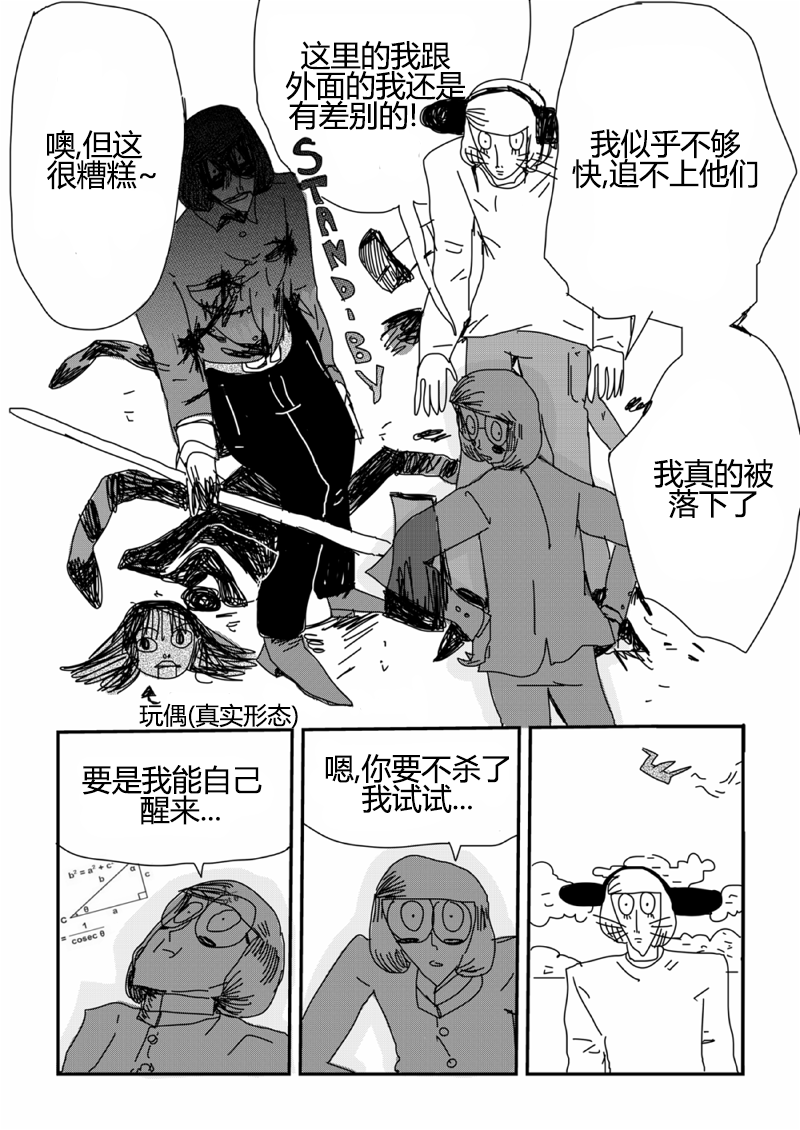 噢,但这
很糟糕~
这里的我跟
外面的我还是
有差别的!
我似乎不够
快,追不上他们
STAND-BY
我真的被
落下了
玩偶(真实形态)
要是我能自己
醒来...
b² = a² + c²
α
b
c
C
θ
a
= 1
cosec θ
嗯,你要不杀了
我试试...